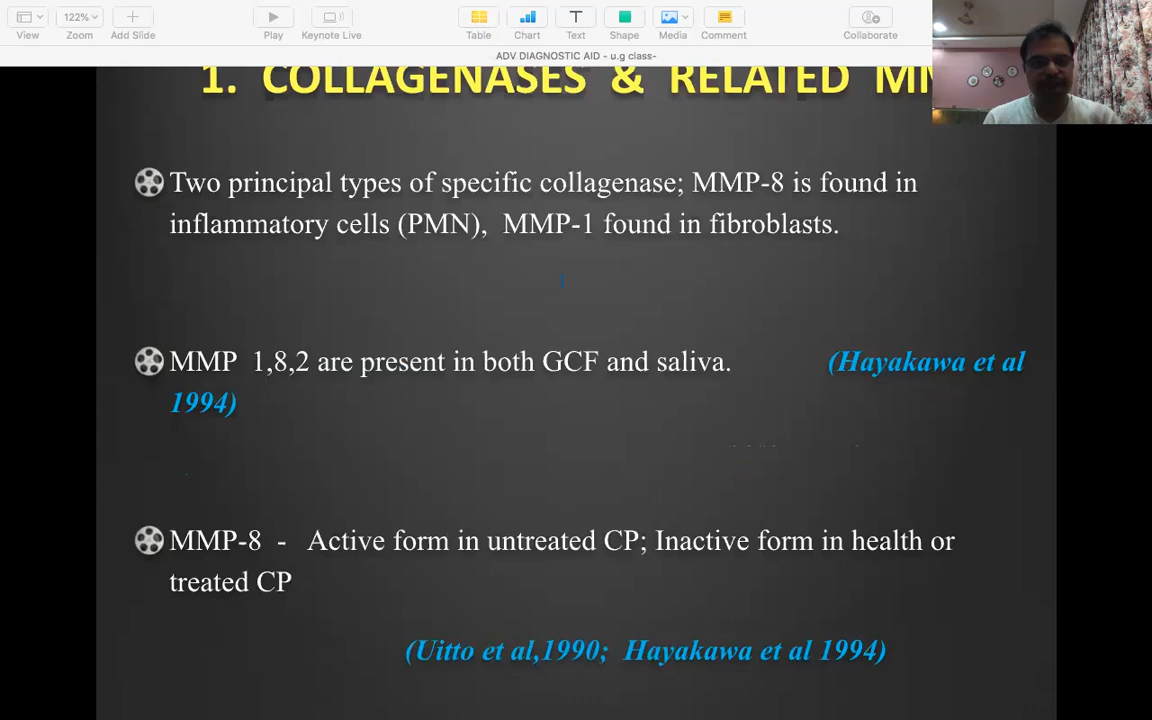 122%
View
Zoom
Add Slide
Play
Keynote Live
Table
Chart
Text
Shape
Media
Comment
Collaborate
ADV DIAGNOSTIC AID - u.g class-
1. COLLAGENASES & RELATED
Two principal types of specific collagenase; MMP-8 is found in
inflammatory cells (PMN), MMP-1 found in fibroblasts.
MMP 1,8,2 are present in both GCF and saliva. (Hayakawa et al
1994)
MMP-8 - Active form in untreated CP; Inactive form in health or
treated CP
(Uitto et al,1990; Hayakawa et al 1994)